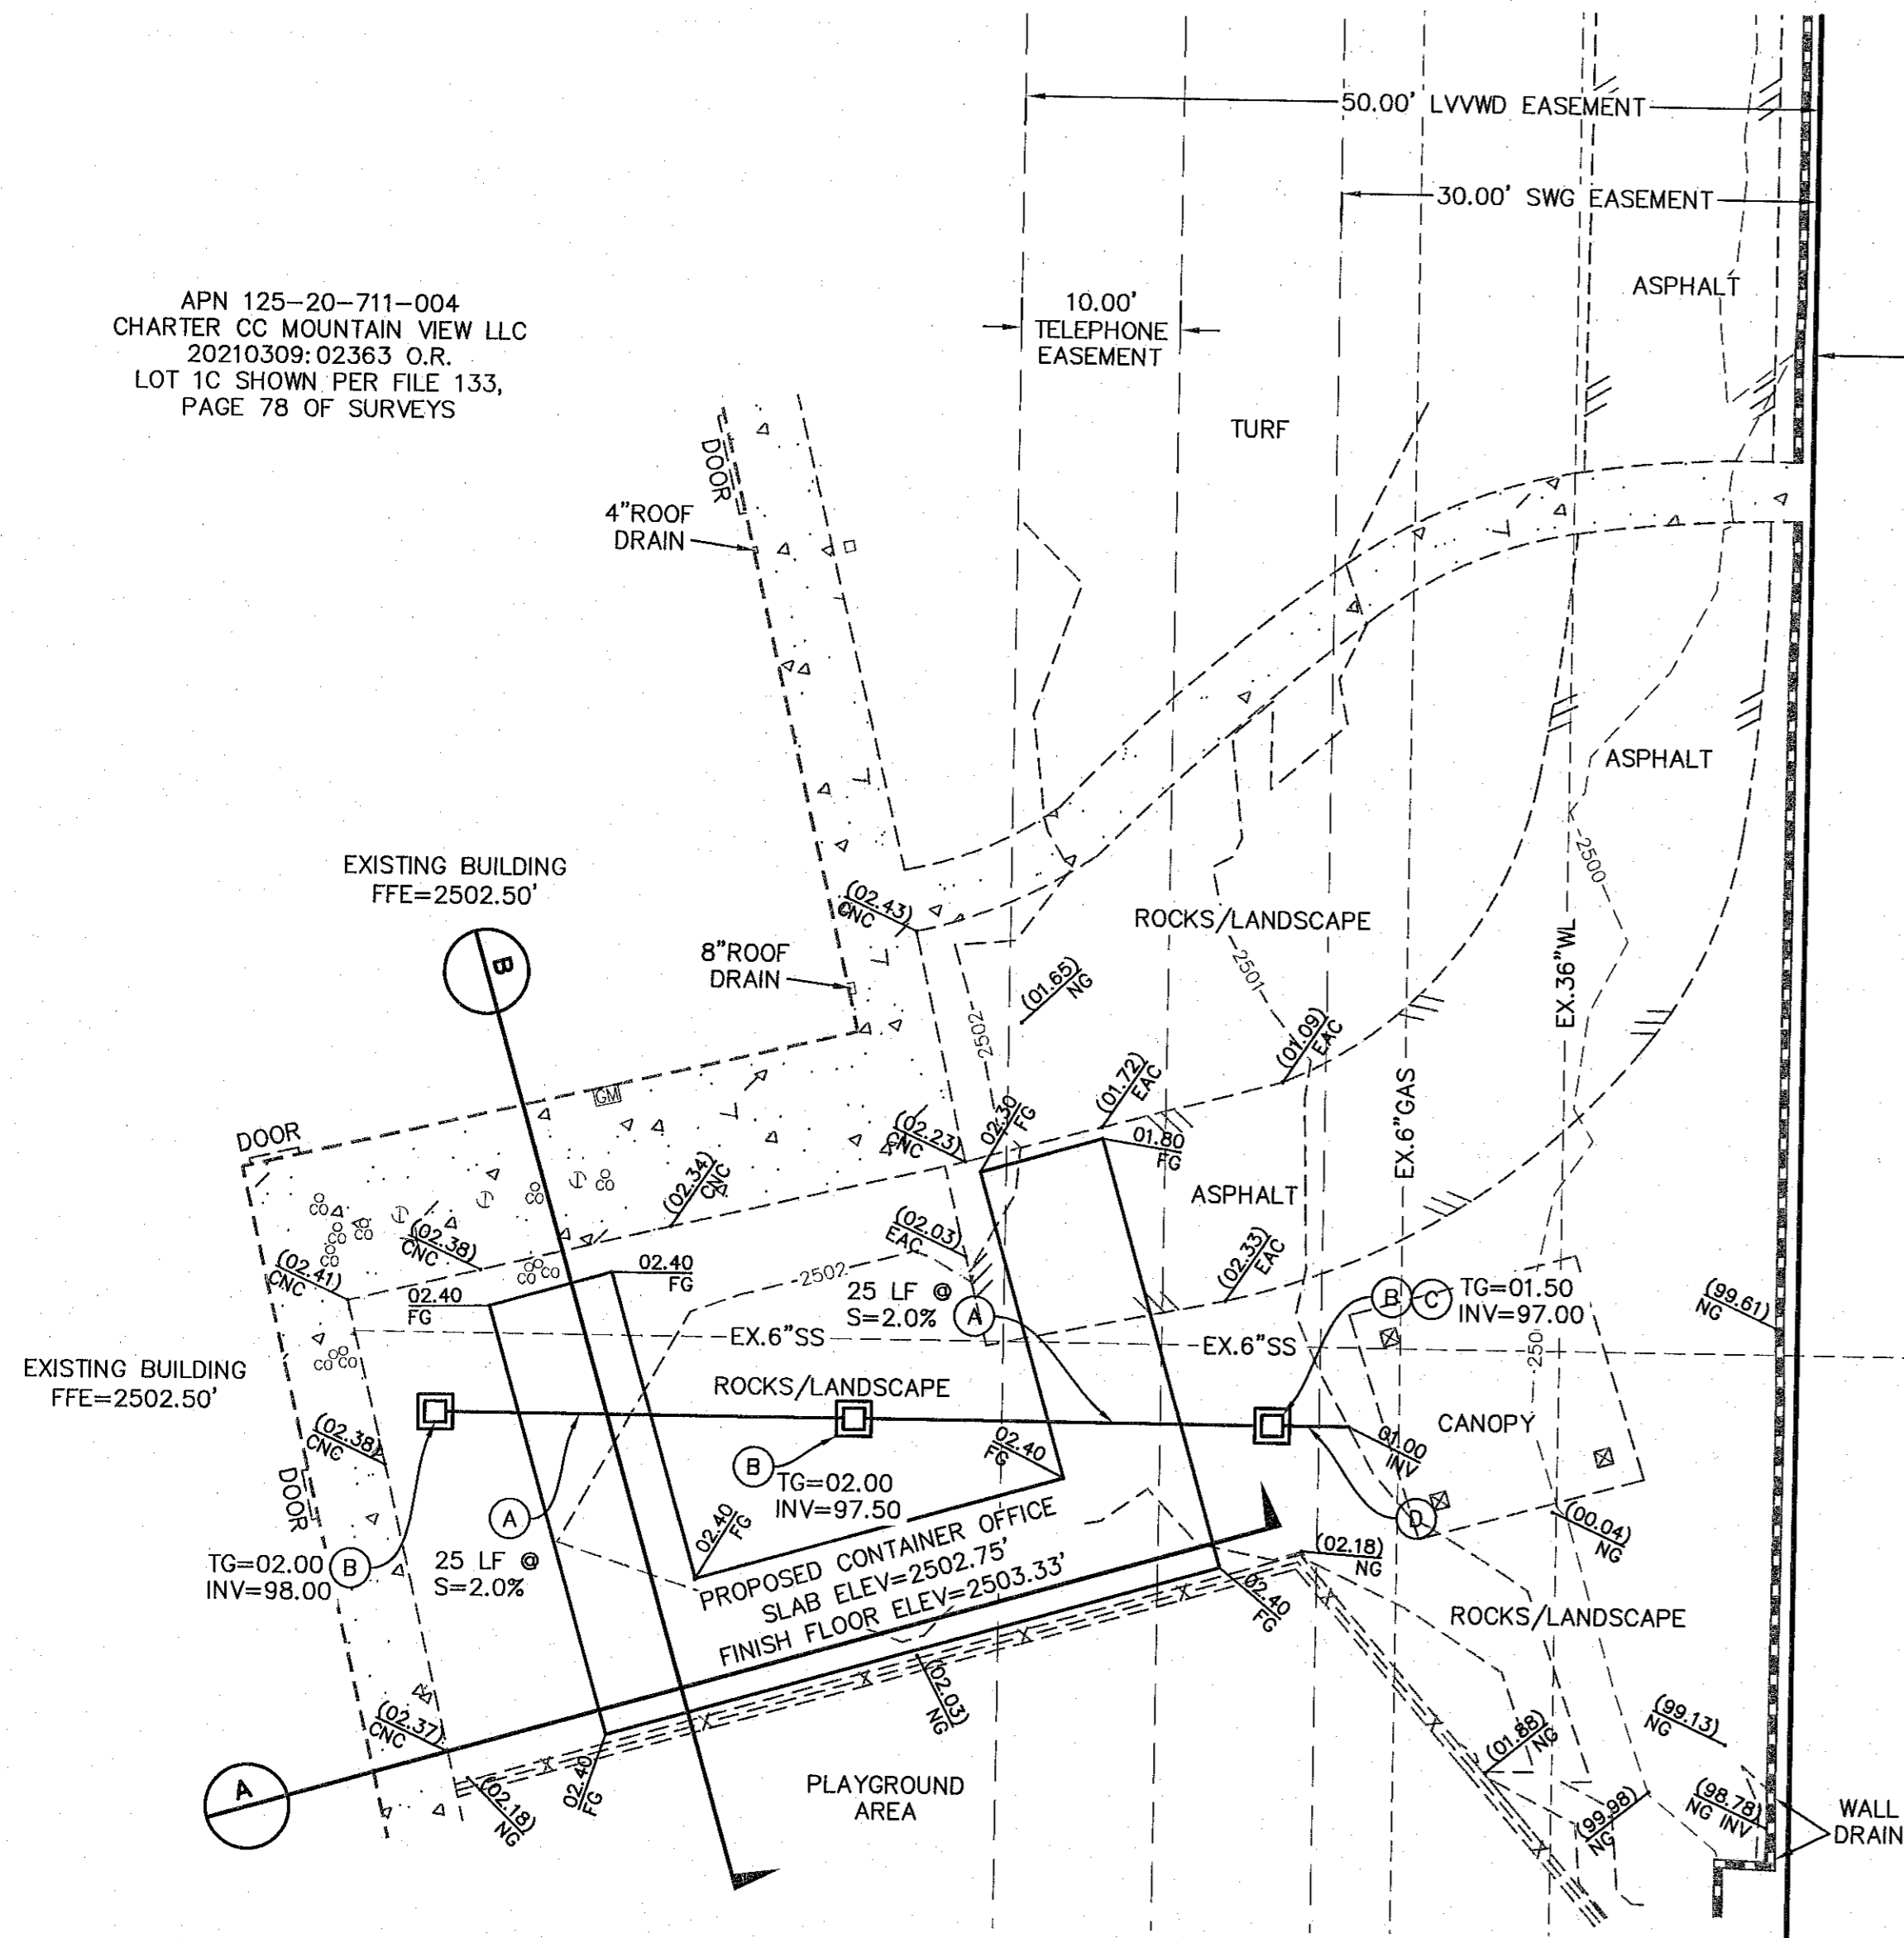 50.00' LVVWD EASEMENT
30.00' SWG EASEMENT
ASPHALT
APN 125-20-711-004
CHARTER CC MOUNTAIN VIEW LLC
20210309:02363 O.R.
LOT 1C SHOWN PER FILE 133,
PAGE 78 OF SURVEYS
10.00'
TELEPHONE
EASEMENT
TURF
DOOR
4"ROOF
DRAIN
ASPHALT
2500
EXISTING BUILDING
FFE=2502.50'
(02.43)
CNC
ROCKS/LANDSCAPE
B
8"ROOF
DRAIN
(01.65)
NG
2501
EX.36"WL
2502
(01.09)
EAC
GM
(01.72)
EAC
EX.6"GAS
DOOR
(02.23)
CNC
02.30
FG
01.80
FG
(02.34)
CNC
ASPHALT
CO
CO
CO
CO
CO
CO
CO
CO
CO
CO
(02.38)
CNC
(02.03)
EAC
(02.33)
EAC
(02.41)
CNC
02.40
FG
02.40
FG
2502
25 LF @
S=2.0%
A
B
C
TG=01.50
INV=97.00
(99.61)
NG
EX.6"SS
EX.6"SS
250
EXISTING BUILDING
FFE=2502.50'
ROCKS/LANDSCAPE
CANOPY
(02.38)
CNC
02.40
FG
01.00
INV
B
TG=02.00
INV=97.50
DOOR
A
02.40
FG
D
(00.04)
NG
TG=02.00
INV=98.00
B
25 LF @
S=2.0%
PROPOSED CONTAINER OFFICE
SLAB ELEV=2502.75'
FINISH FLOOR ELEV=2503.33'
(02.18)
NG
02.40
FG
ROCKS/LANDSCAPE
X
X
X
X
X
X
X
X
(02.03)
NG
(02.37)
CNC
(99.13)
NG
(01.88)
NG
A
02.40
FG
(02.18)
NG
PLAYGROUND
AREA
(99.98)
NG
(98.78)
NG INV
WALL
DRAIN